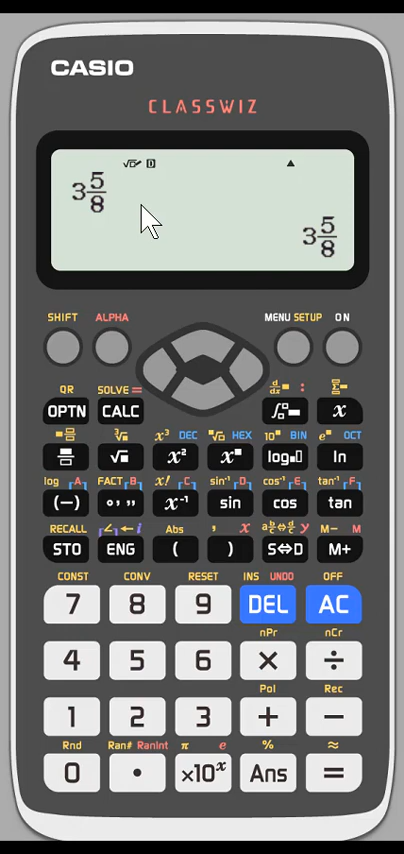 CASIO
CLASSWIZ
√□ D ▲
3 5/8
3 5/8
SHIFT ALPHA MENU SETUP ON
QR SOLVE = d/dx■ : Σ■
OPTN CALC ∫■ x
■ ³√■ x³ DEC ■√□ HEX 10■ BIN e■ OCT
√■ x² x■ log■□ ln
log A FACT B x! C sin⁻¹ D cos⁻¹ E tan⁻¹ F
(−) ° ’ ” x⁻¹ sin cos tan
RECALL ∠ ← i Abs , x a b/c⇔d/c y M− M
STO ENG ( ) S⇔D M+
CONST CONV RESET INS UNDO OFF
7 8 9 DEL AC
nPr nCr
4 5 6 × ÷
Pol Rec
1 2 3 + −
Rnd Ran# RanInt π e % ≈
0 • ×10ˣ Ans =